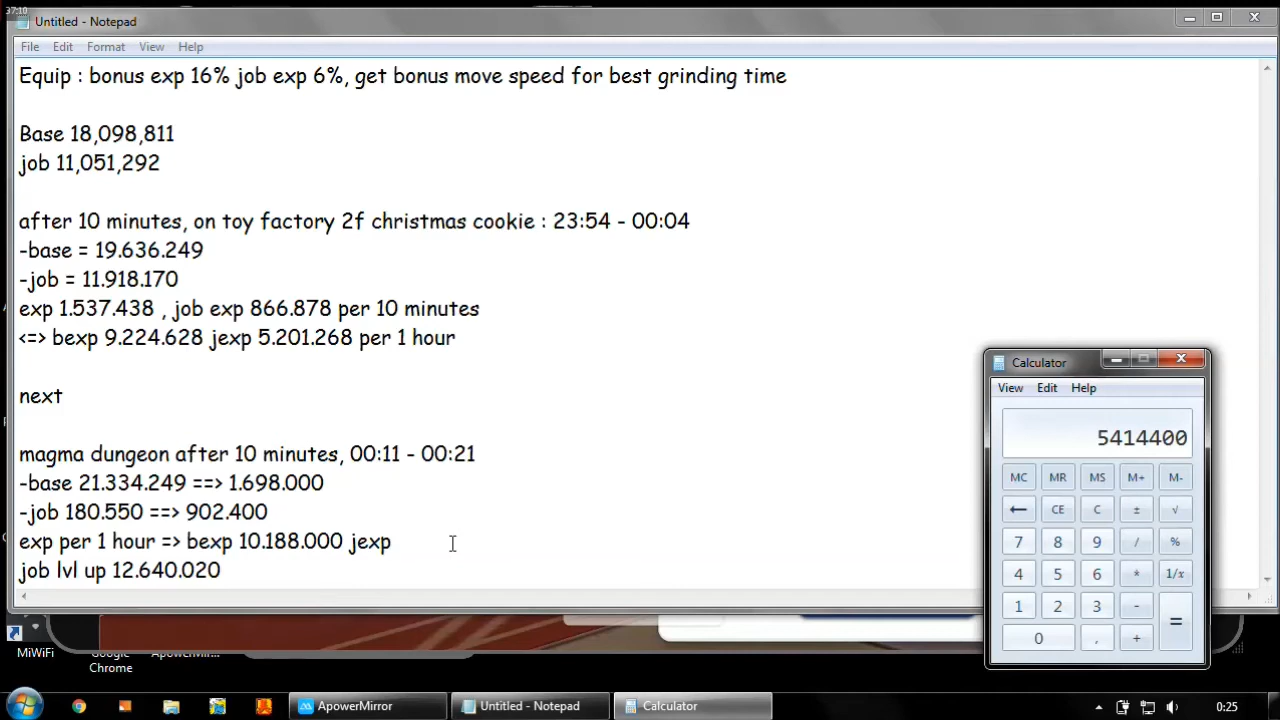 37:10
Untitled - Notepad
File Edit Format View Help
Equip : bonus exp 16% job exp 6%, get bonus move speed for best grinding time
Base 18,098,811
job 11,051,292
after 10 minutes, on toy factory 2f christmas cookie : 23:54 - 00:04
-base = 19.636.249
-job = 11.918.170
exp 1.537.438 , job exp 866.878 per 10 minutes
<=> bexp 9.224.628 jexp 5.201.268 per 1 hour
next
magma dungeon after 10 minutes, 00:11 - 00:21
-base 21.334.249 ==> 1.698.000
-job 180.550 ==> 902.400
exp per 1 hour => bexp 10.188.000 jexp
job lvl up 12.640.020
Calculator
View Edit Help
5414400
MC MR MS M+ M-
← CE C ± √
7 8 9 / %
4 5 6 * 1/x
1 2 3 - =
0 , +
MiWiFi
Google Chrome
ApowerMirr...
ApowerMirror
Untitled - Notepad
Calculator
0:25